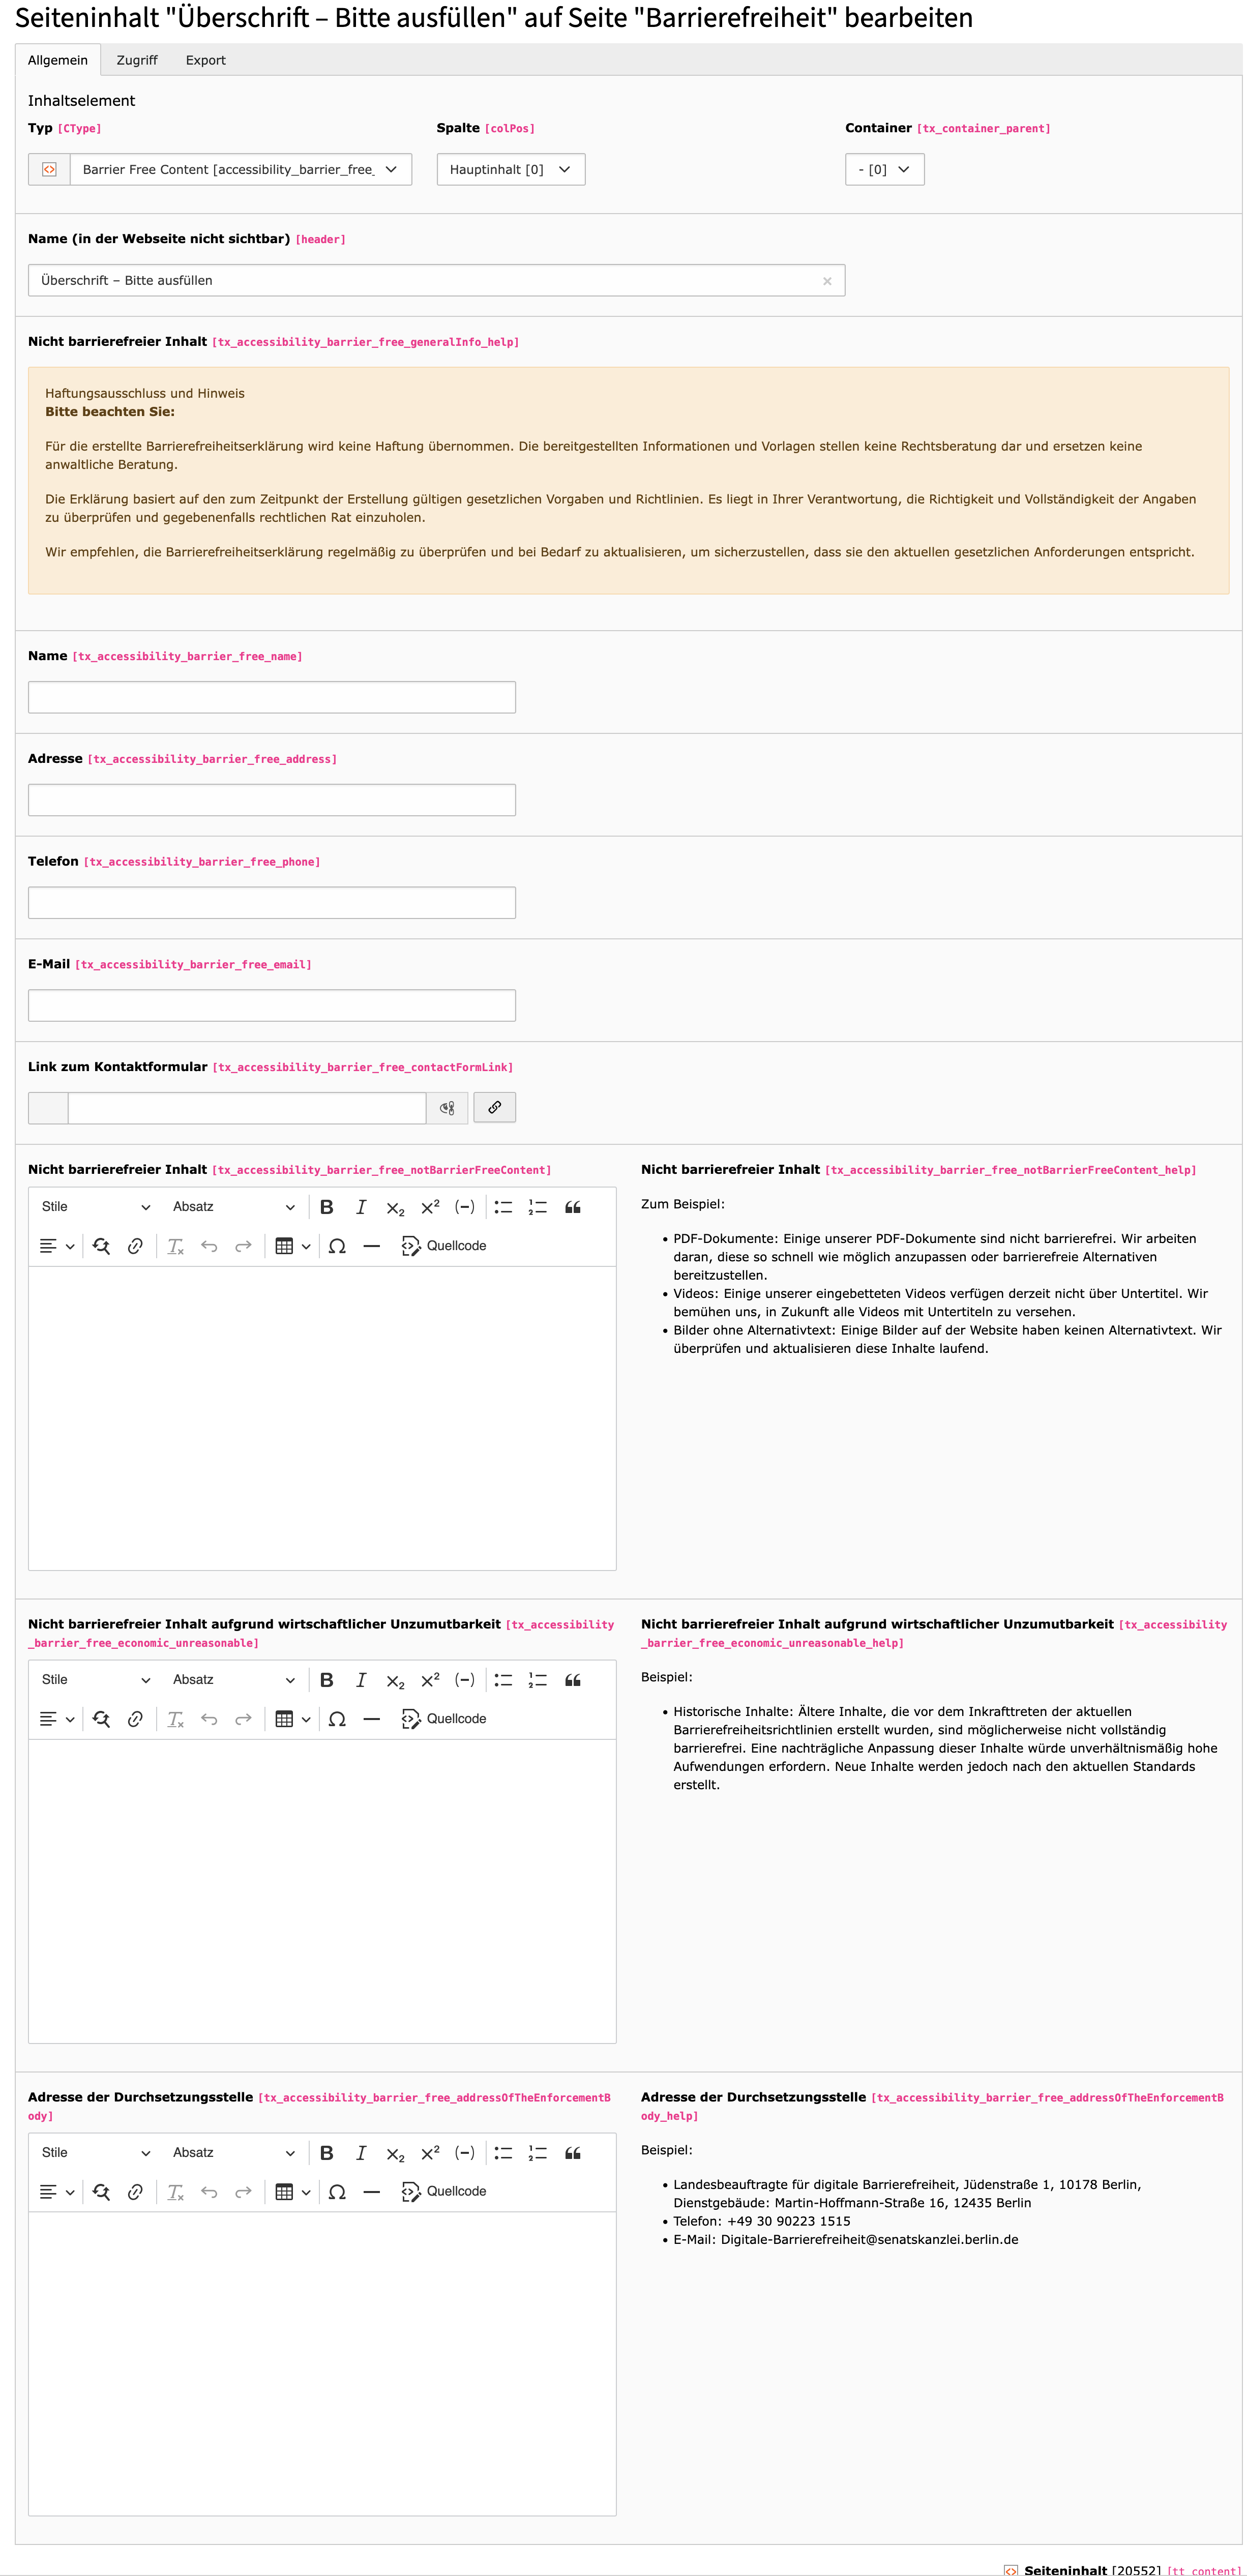 Seiteninhalt "Überschrift – Bitte ausfüllen" auf Seite "Barrierefreiheit" bearbeiten
Allgemein Zugriff Export
Inhaltselement
Typ [CType] Spalte [colPos] Container [tx_container_parent]
Barrier Free Content [accessibility_barrier_free_ Hauptinhalt [0] - [0]
Name (in der Webseite nicht sichtbar) [header]
Überschrift – Bitte ausfüllen
Nicht barrierefreier Inhalt [tx_accessibility_barrier_free_generalInfo_help]
Haftungsausschluss und Hinweis
Bitte beachten Sie:
Für die erstellte Barrierefreiheitserklärung wird keine Haftung übernommen. Die bereitgestellten Informationen und Vorlagen stellen keine Rechtsberatung dar und ersetzen keine
anwaltliche Beratung.
Die Erklärung basiert auf den zum Zeitpunkt der Erstellung gültigen gesetzlichen Vorgaben und Richtlinien. Es liegt in Ihrer Verantwortung, die Richtigkeit und Vollständigkeit der Angaben
zu überprüfen und gegebenenfalls rechtlichen Rat einzuholen.
Wir empfehlen, die Barrierefreiheitserklärung regelmäßig zu überprüfen und bei Bedarf zu aktualisieren, um sicherzustellen, dass sie den aktuellen gesetzlichen Anforderungen entspricht.
Name [tx_accessibility_barrier_free_name]
Adresse [tx_accessibility_barrier_free_address]
Telefon [tx_accessibility_barrier_free_phone]
E-Mail [tx_accessibility_barrier_free_email]
Link zum Kontaktformular [tx_accessibility_barrier_free_contactFormLink]
Nicht barrierefreier Inhalt [tx_accessibility_barrier_free_notBarrierFreeContent]
Stile Absatz
Quellcode
Nicht barrierefreier Inhalt [tx_accessibility_barrier_free_notBarrierFreeContent_help]
Zum Beispiel:
• PDF-Dokumente: Einige unserer PDF-Dokumente sind nicht barrierefrei. Wir arbeiten
daran, diese so schnell wie möglich anzupassen oder barrierefreie Alternativen
bereitzustellen.
• Videos: Einige unserer eingebetteten Videos verfügen derzeit nicht über Untertitel. Wir
bemühen uns, in Zukunft alle Videos mit Untertiteln zu versehen.
• Bilder ohne Alternativtext: Einige Bilder auf der Website haben keinen Alternativtext. Wir
überprüfen und aktualisieren diese Inhalte laufend.
Nicht barrierefreier Inhalt aufgrund wirtschaftlicher Unzumutbarkeit [tx_accessibility
_barrier_free_economic_unreasonable]
Stile Absatz
Quellcode
Nicht barrierefreier Inhalt aufgrund wirtschaftlicher Unzumutbarkeit [tx_accessibility
_barrier_free_economic_unreasonable_help]
Beispiel:
• Historische Inhalte: Ältere Inhalte, die vor dem Inkrafttreten der aktuellen
Barrierefreiheitsrichtlinien erstellt wurden, sind möglicherweise nicht vollständig
barrierefrei. Eine nachträgliche Anpassung dieser Inhalte würde unverhältnismäßig hohe
Aufwendungen erfordern. Neue Inhalte werden jedoch nach den aktuellen Standards
erstellt.
Adresse der Durchsetzungsstelle [tx_accessibility_barrier_free_addressOfTheEnforcementB
ody]
Stile Absatz
Quellcode
Adresse der Durchsetzungsstelle [tx_accessibility_barrier_free_addressOfTheEnforcementB
ody_help]
Beispiel:
• Landesbeauftragte für digitale Barrierefreiheit, Jüdenstraße 1, 10178 Berlin,
Dienstgebäude: Martin-Hoffmann-Straße 16, 12435 Berlin
• Telefon: +49 30 90223 1515
• E-Mail: Digitale-Barrierefreiheit@senatskanzlei.berlin.de
Seiteninhalt [20552] [tt_content]